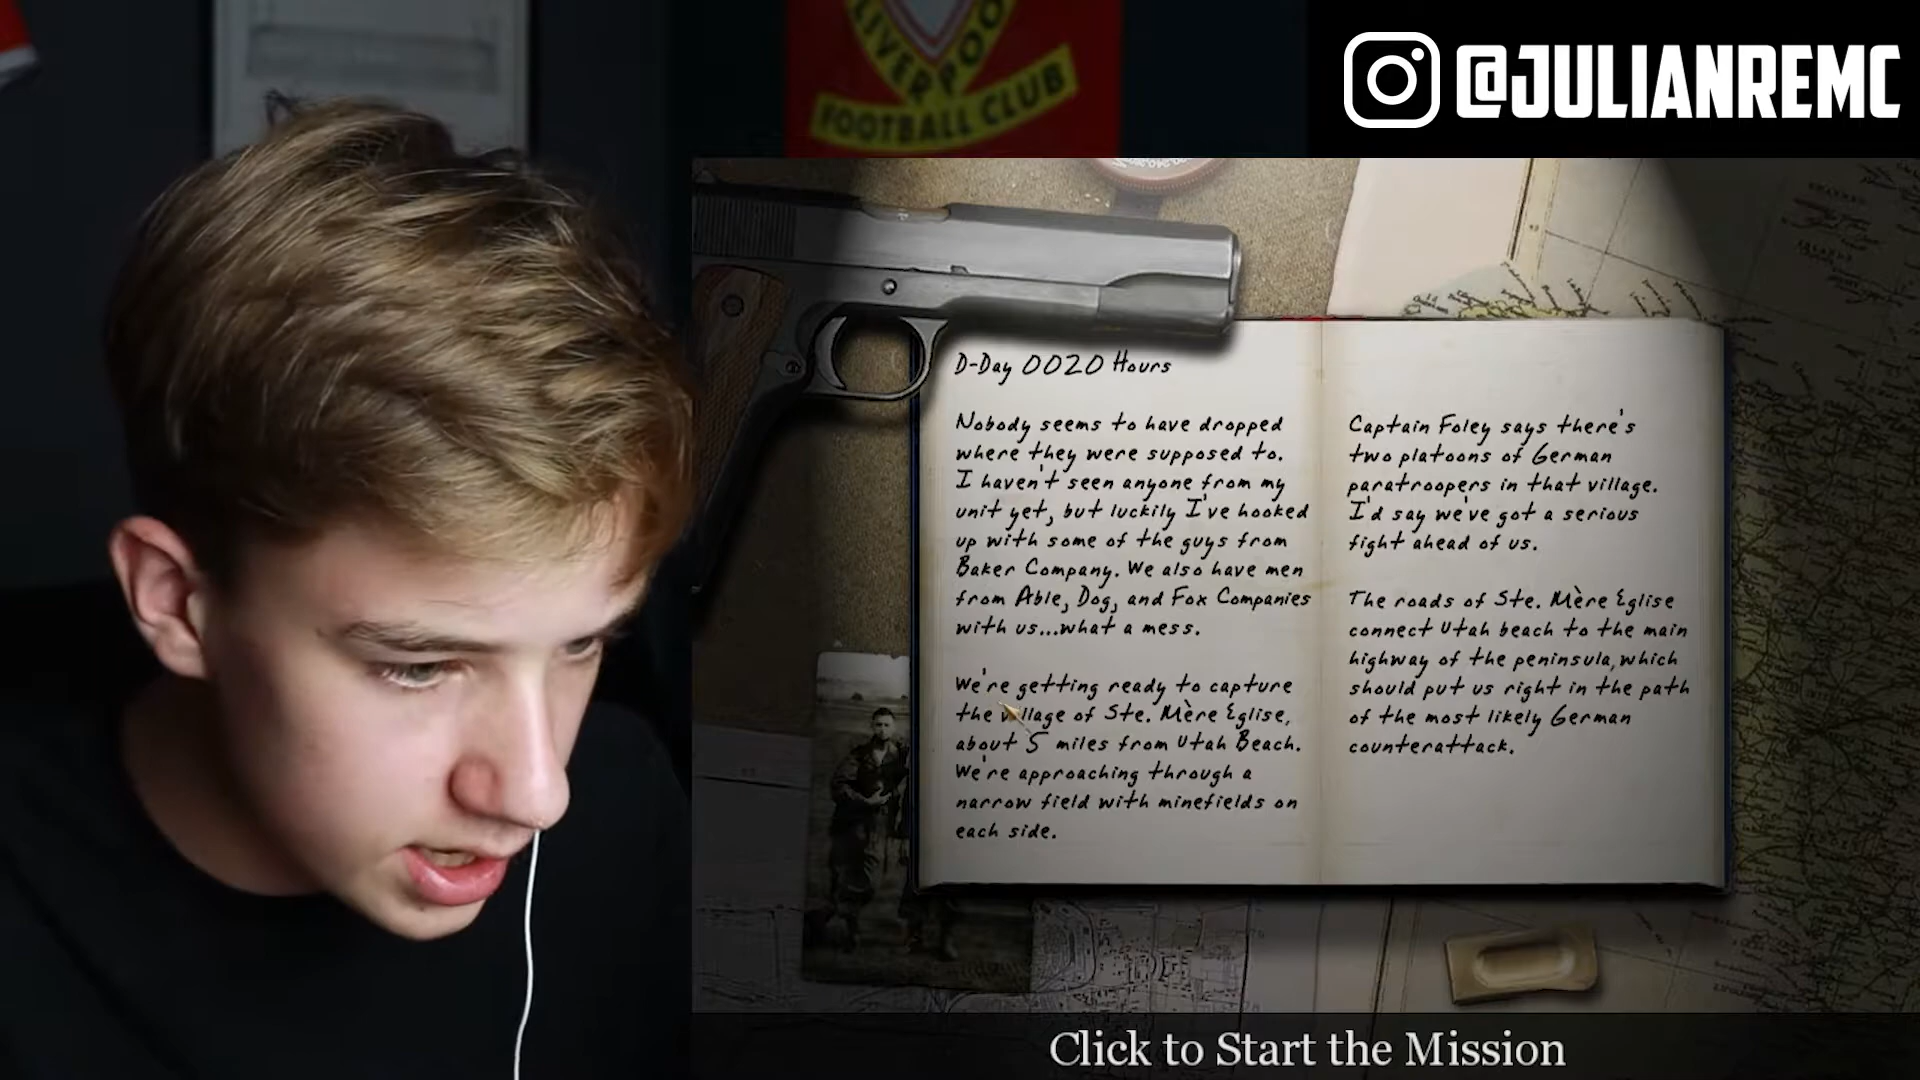 LIVERPOO
FOOTBALL CLUB
@JULIANREMC
D-Day 0020 Hours
Nobody seems to have dropped
where they were supposed to.
I haven't seen anyone from my
unit yet, but luckily I've hooked
up with some of the guys from
Baker Company. We also have men
from Able, Dog, and Fox Companies
with us...what a mess.
We're getting ready to capture
the village of Ste. Mère Eglise,
about 5 miles from Utah Beach.
We're approaching through a
narrow field with minefields on
each side.
Captain Foley says there's
two platoons of German
paratroopers in that village.
I'd say we've got a serious
fight ahead of us.
The roads of Ste. Mère Eglise
connect Utah beach to the main
highway of the peninsula, which
should put us right in the path
of the most likely German
counterattack.
Click to Start the Mission